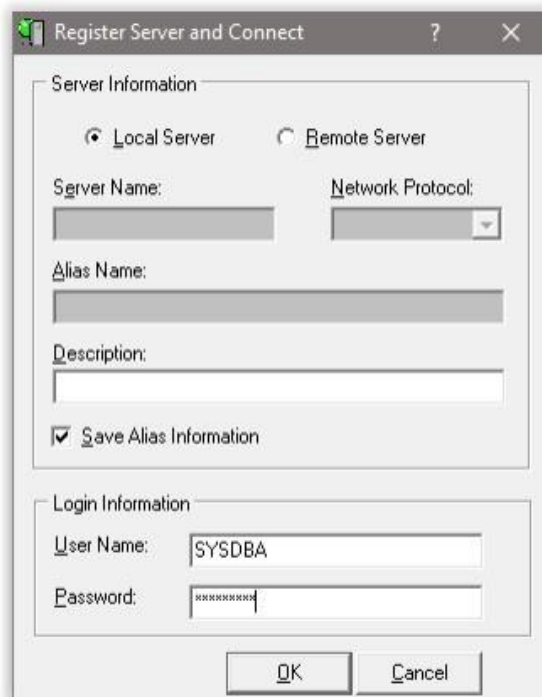 Register Server and Connect ? ×
Server Information
Local Server Remote Server
Server Name: Network Protocol:
Alias Name:
Description:
Save Alias Information
Login Information
User Name: SYSDBA
Password: *********
OK Cancel